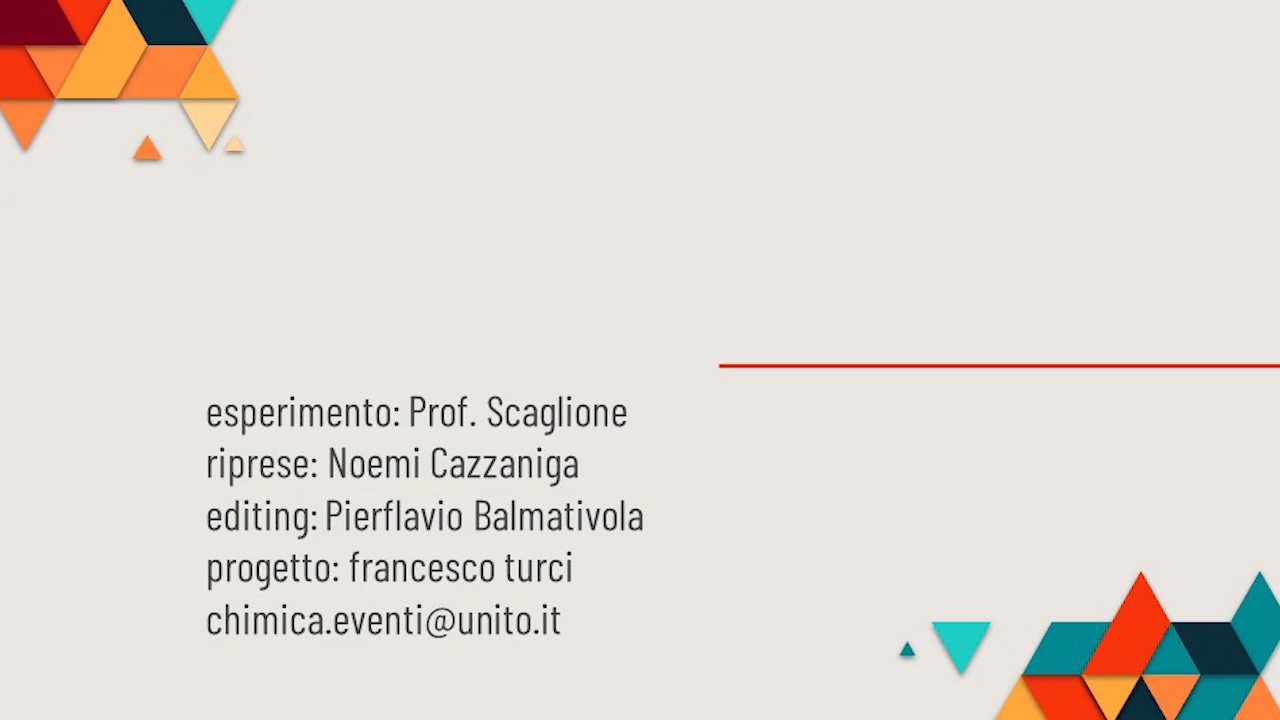 esperimento: Prof. Scaglione
riprese: Noemi Cazzaniga
editing: Pierflavio Balmativola
progetto: francesco turci
chimica.eventi@unito.it